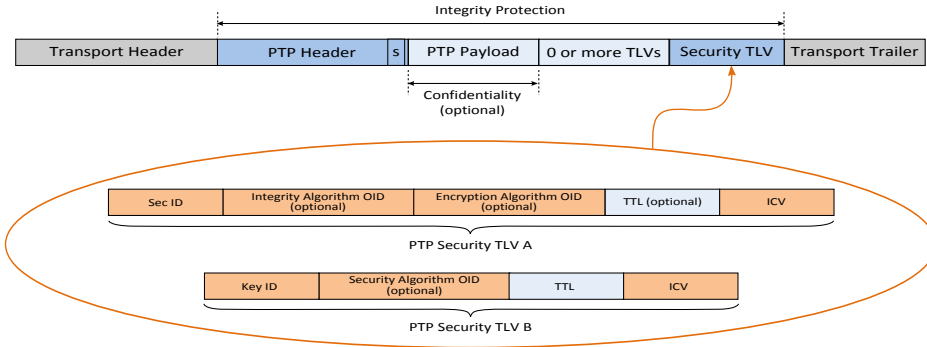 Integrity Protection
Transport Header
PTP Header
s
PTP Payload
0 or more TLVs
Security TLV
Transport Trailer
Confidentiality
(optional)
Sec ID
Integrity Algorithm OID
(optional)
Encryption Algorithm OID
(optional)
TTL (optional)
ICV
PTP Security TLV A
Key ID
Security Algorithm OID
(optional)
TTL
ICV
PTP Security TLV B